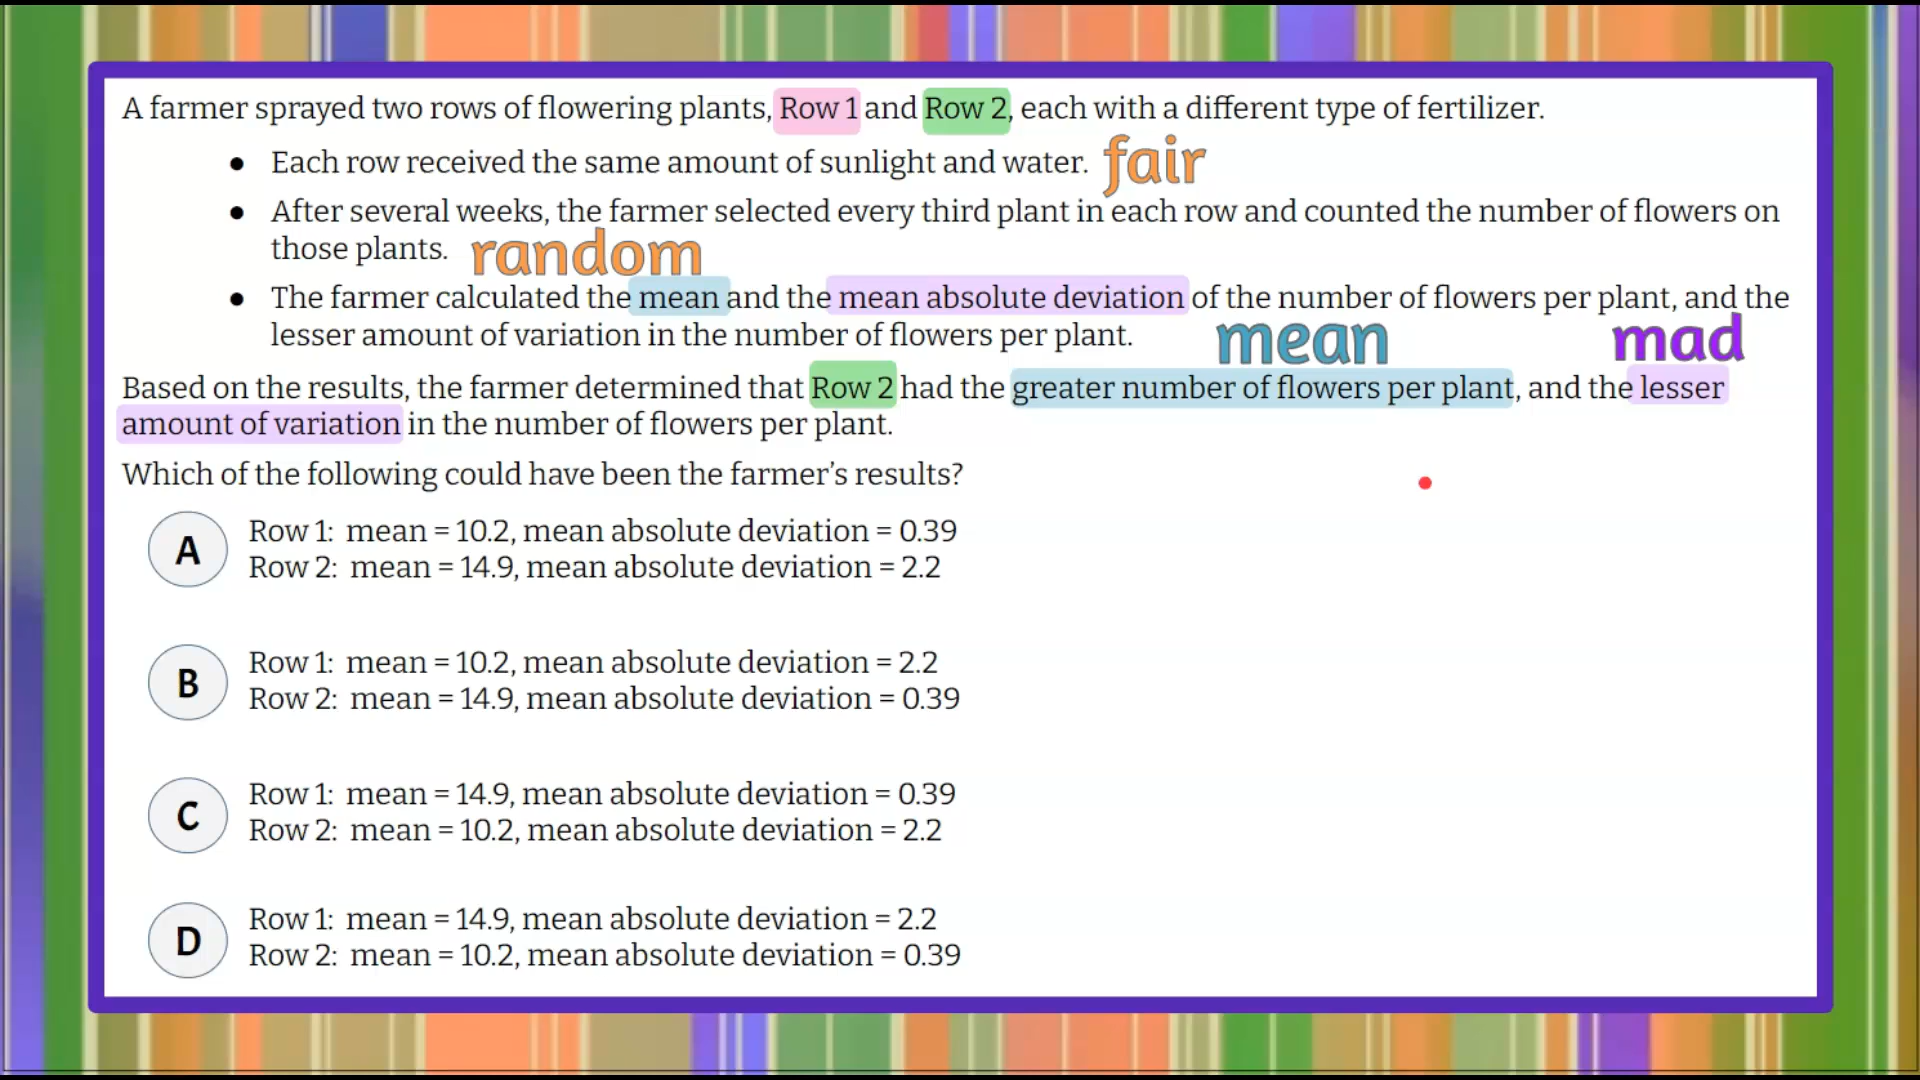 A farmer sprayed two rows of flowering plants, Row 1 and Row 2, each with a different type of fertilizer.
● Each row received the same amount of sunlight and water. fair
● After several weeks, the farmer selected every third plant in each row and counted the number of flowers on
those plants. random
● The farmer calculated the mean and the mean absolute deviation of the number of flowers per plant, and the
lesser amount of variation in the number of flowers per plant. mean mad
Based on the results, the farmer determined that Row 2 had the greater number of flowers per plant, and the lesser
amount of variation in the number of flowers per plant.
Which of the following could have been the farmer's results?
A
Row 1: mean = 10.2, mean absolute deviation = 0.39
Row 2: mean = 14.9, mean absolute deviation = 2.2
B
Row 1: mean = 10.2, mean absolute deviation = 2.2
Row 2: mean = 14.9, mean absolute deviation = 0.39
C
Row 1: mean = 14.9, mean absolute deviation = 0.39
Row 2: mean = 10.2, mean absolute deviation = 2.2
D
Row 1: mean = 14.9, mean absolute deviation = 2.2
Row 2: mean = 10.2, mean absolute deviation = 0.39